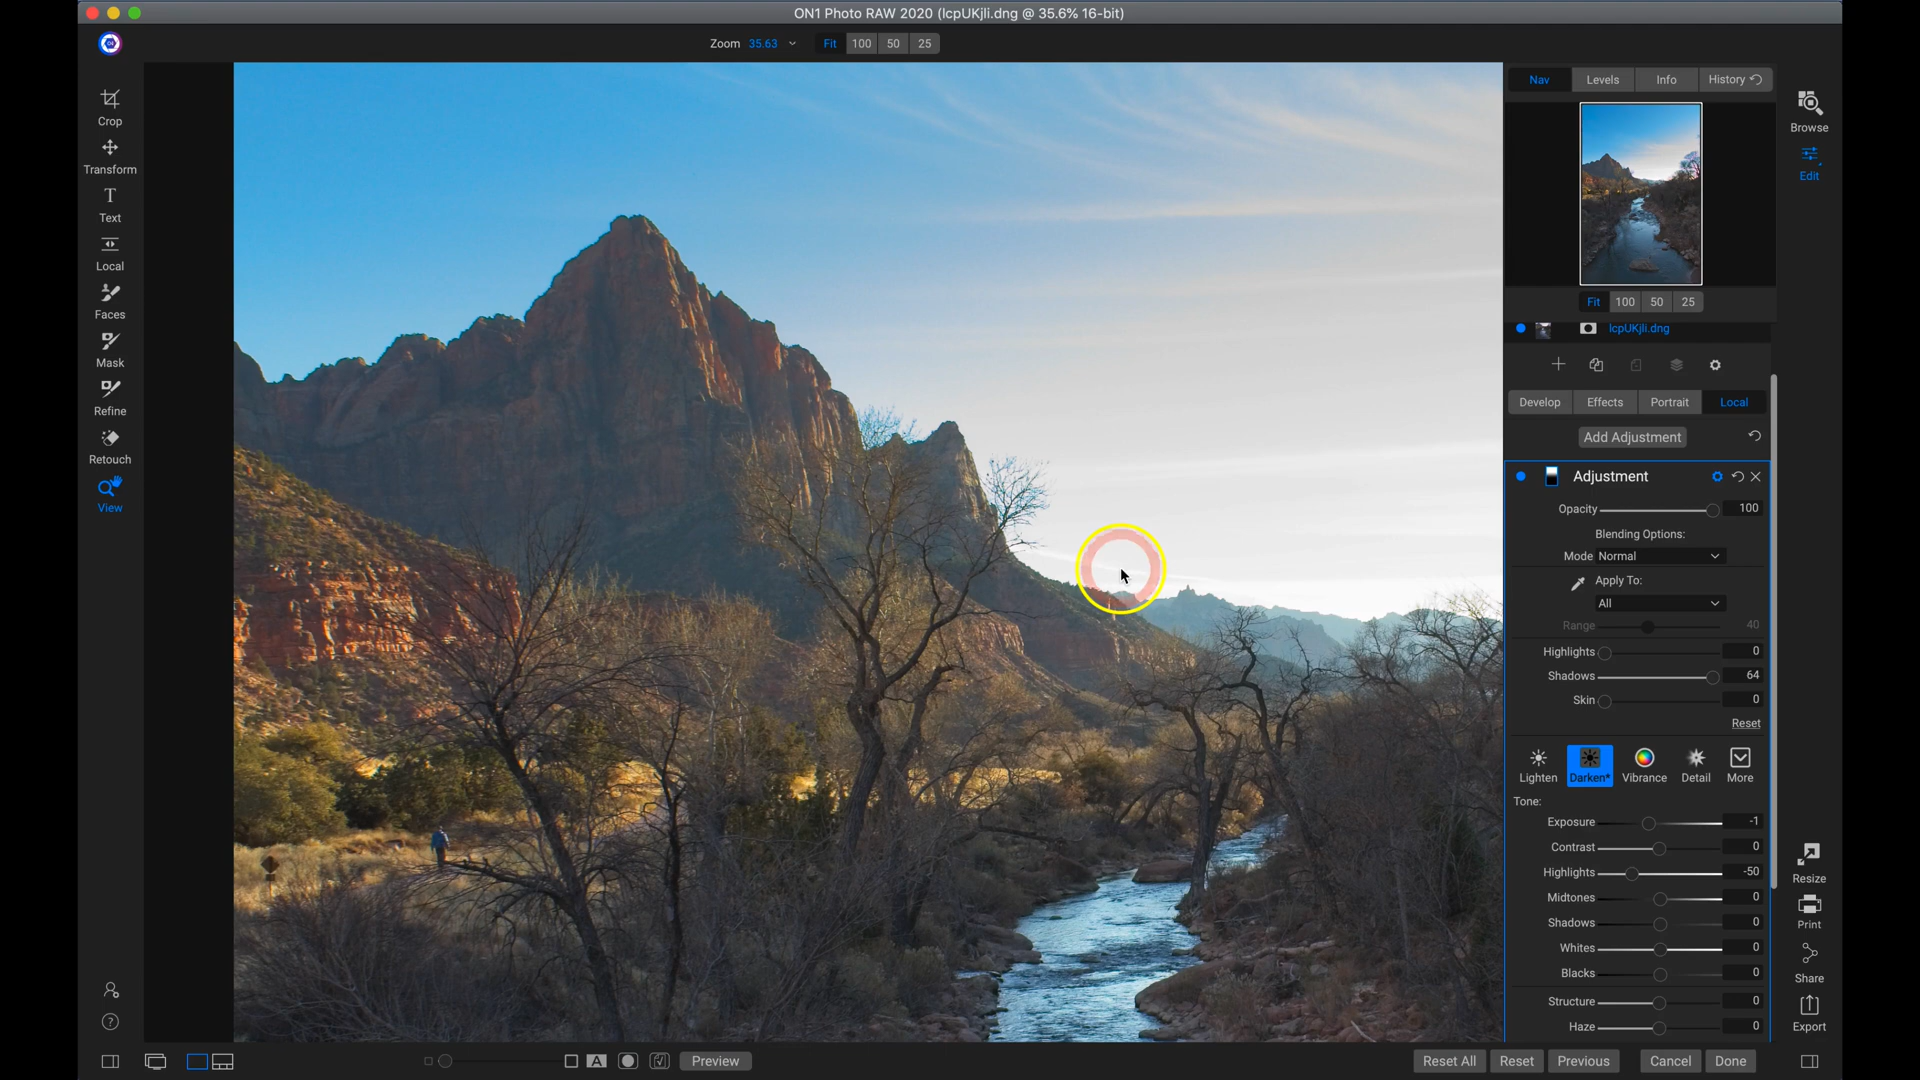 ON1 Photo RAW 2020 (lcpUKjli.dng @ 35.6% 16-bit)
Zoom 35.63 Fit 100 50 25
Crop
Transform
Text
Local
Faces
Mask
Refine
Retouch
View
Nav Levels Info History
Fit 100 50 25
lcpUKjli.dng
Develop Effects Portrait Local
Add Adjustment
Adjustment
Opacity 100
Blending Options:
Mode Normal
Apply To:
All
Range 40
Highlights 0
Shadows 64
Skin 0
Reset
Lighten Darken* Vibrance Detail More
Tone:
Exposure -1
Contrast 0
Highlights -50
Midtones 0
Shadows 0
Whites 0
Blacks 0
Structure 0
Haze 0
Browse
Edit
Resize
Print
Share
Export
A Preview
Reset All Reset Previous Cancel Done